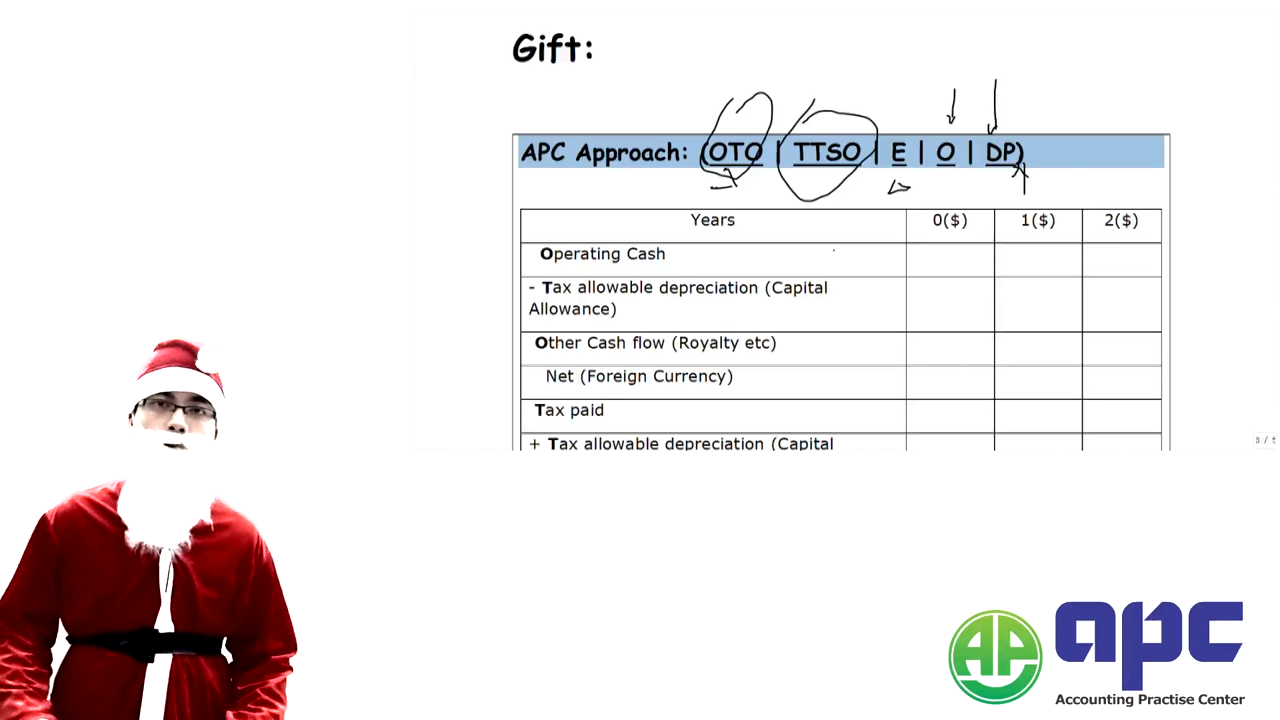 Gift:
APC Approach: (OTO | TTSO | E | O | DP)
Years 0($) 1($) 2($)
Operating Cash
- Tax allowable depreciation (Capital
Allowance)
Other Cash flow (Royalty etc)
Net (Foreign Currency)
Tax paid
+ Tax allowable depreciation (Capital
AP
apc
Accounting Practise Center